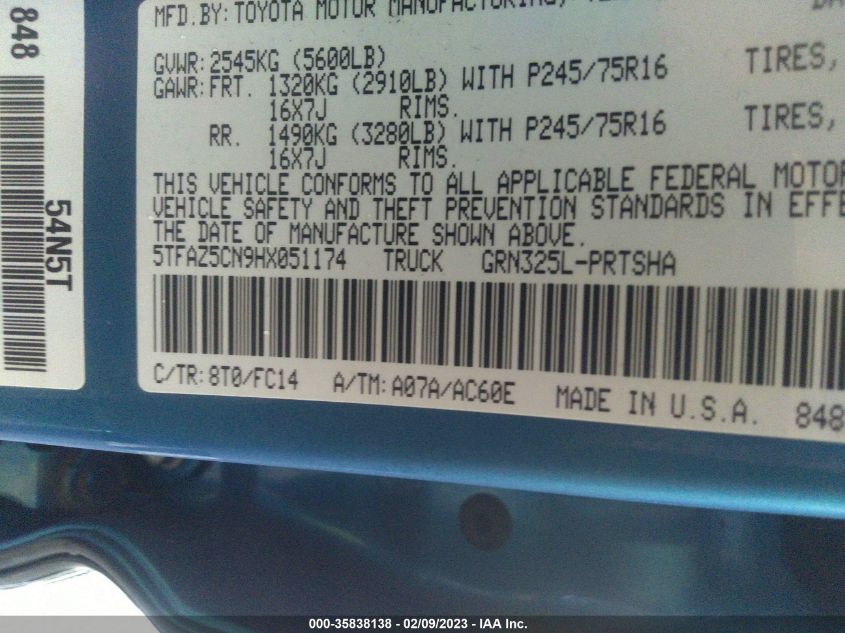 848
54N5T
MFD.BY:TOYOTA MOTOR MANUFACTURING,
GVWR:2545KG (5600LB)
GAWR:FRT. 1320KG (2910LB) WITH P245/75R16 TIRES,
16X7J RIMS.
RR. 1490KG (3280LB) WITH P245/75R16 TIRES,
16X7J RIMS.
THIS VEHICLE CONFORMS TO ALL APPLICABLE FEDERAL MOTOR
VEHICLE SAFETY AND THEFT PREVENTION STANDARDS IN EFFE
THE DATE OF MANUFACTURE SHOWN ABOVE.
5TFAZ5CN9HX051174 TRUCK GRN325L-PRTSHA
C/TR:8T0/FC14 A/TM:A07A/AC60E MADE IN U.S.A. 848
000-35838138 - 02/09/2023 - IAA Inc.